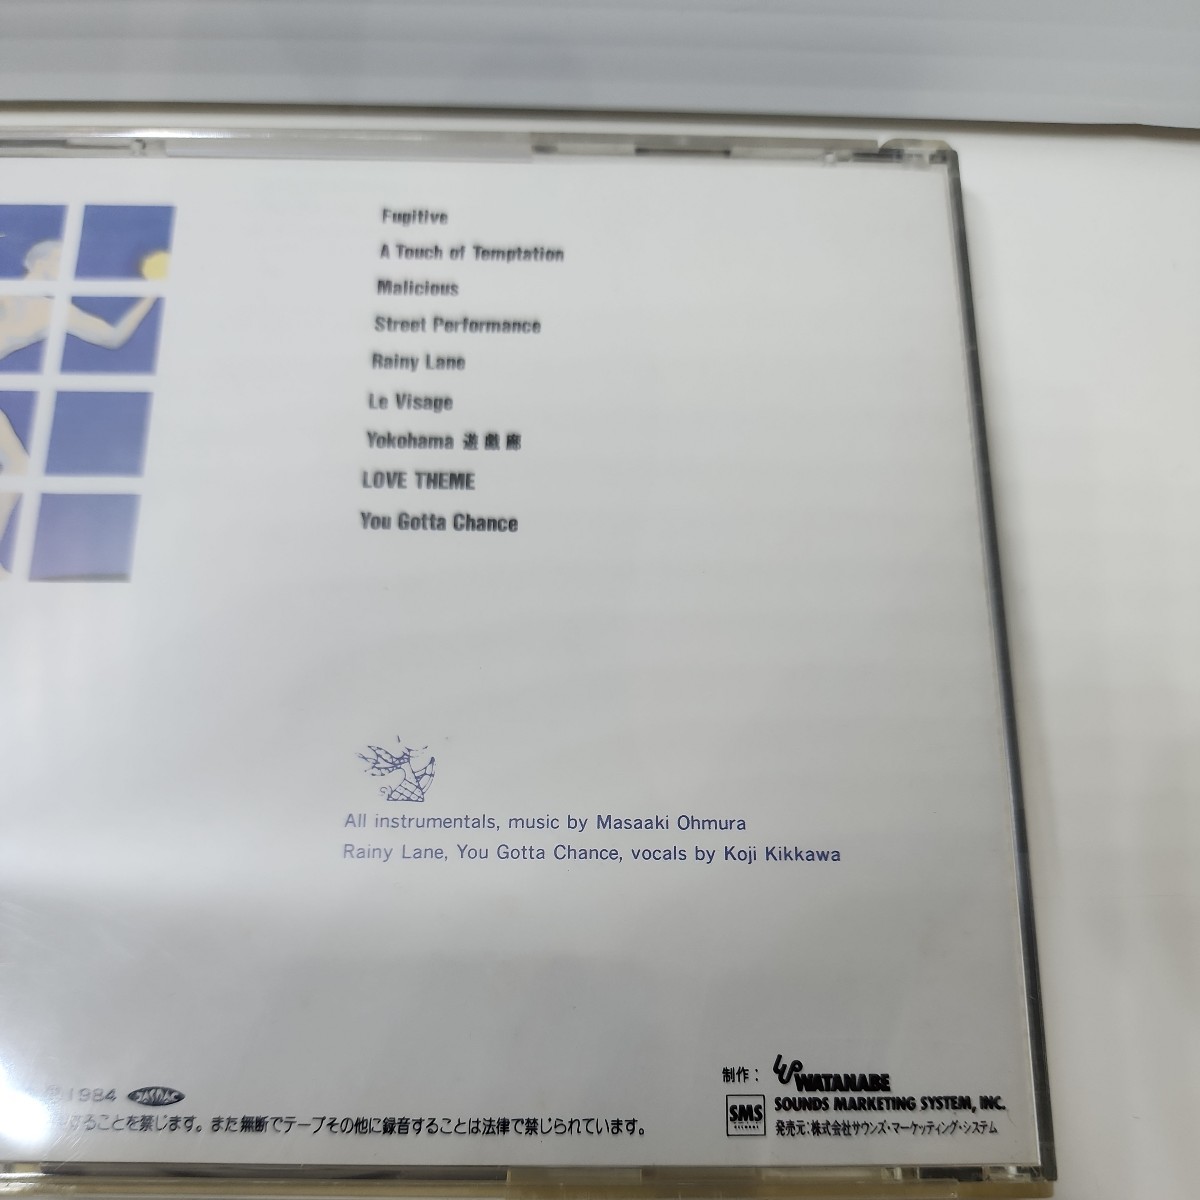 Fugitive
A Touch of Temptation
Malicious
Street Performance
Rainy Lane
Le Visage
Yokohama 遊戯廊
LOVE THEME
You Gotta Chance
All instrumentals, music by Masaaki Ohmura
Rainy Lane, You Gotta Chance, vocals by Koji Kikkawa
℗1984 JASRAC
することを禁じます。また無断でテープその他に録音することは法律で禁じられています。
制作: WATANABE
SMS SOUNDS MARKETING SYSTEM, INC.
発売元:株式会社サウンズ・マーケッティング・システム